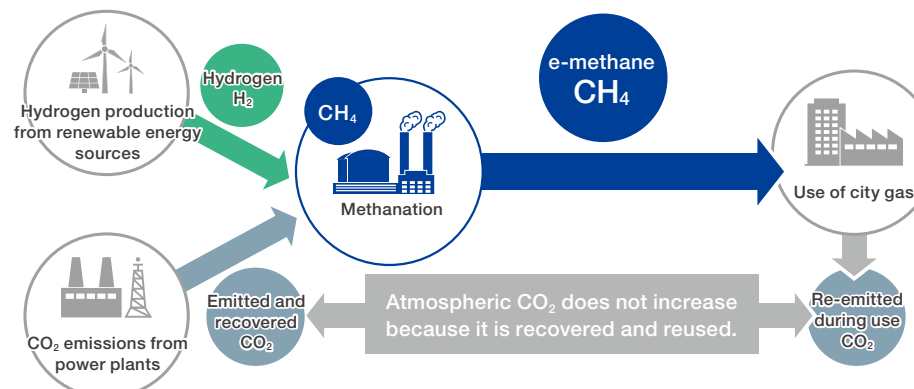 Hydrogen production
from renewable energy
sources
Hydrogen
H₂
CH₄
Methanation
e-methane
CH₄
Use of city gas
CO₂ emissions from
power plants
Emitted and
recovered
CO₂
Atmospheric CO₂ does not increase
because it is recovered and reused.
Re-emitted
during use
CO₂